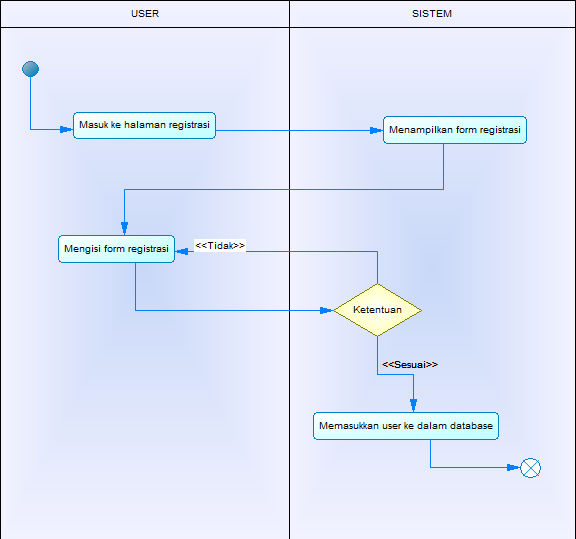 USER
SISTEM
Masuk ke halaman registrasi
Menampilkan form registrasi
Mengisi form registrasi
<<Tidak>>
Ketentuan
<<Sesuai>>
Memasukkan user ke dalam database